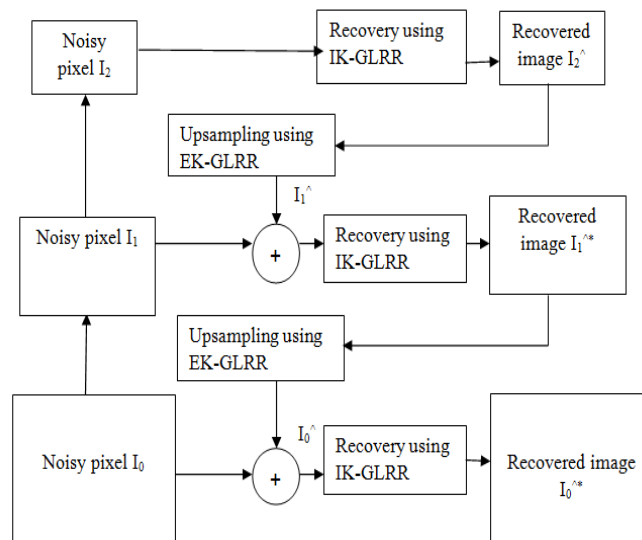 Noisy
pixel I₂
Recovery using
IK-GLRR
Recovered
image I₂^
Upsampling using
EK-GLRR
I₁^
Noisy pixel I₁
+
Recovery using
IK-GLRR
Recovered
image I₁^*
Upsampling using
EK-GLRR
I₀^
Noisy pixel I₀
+
Recovery using
IK-GLRR
Recovered image
I₀^*